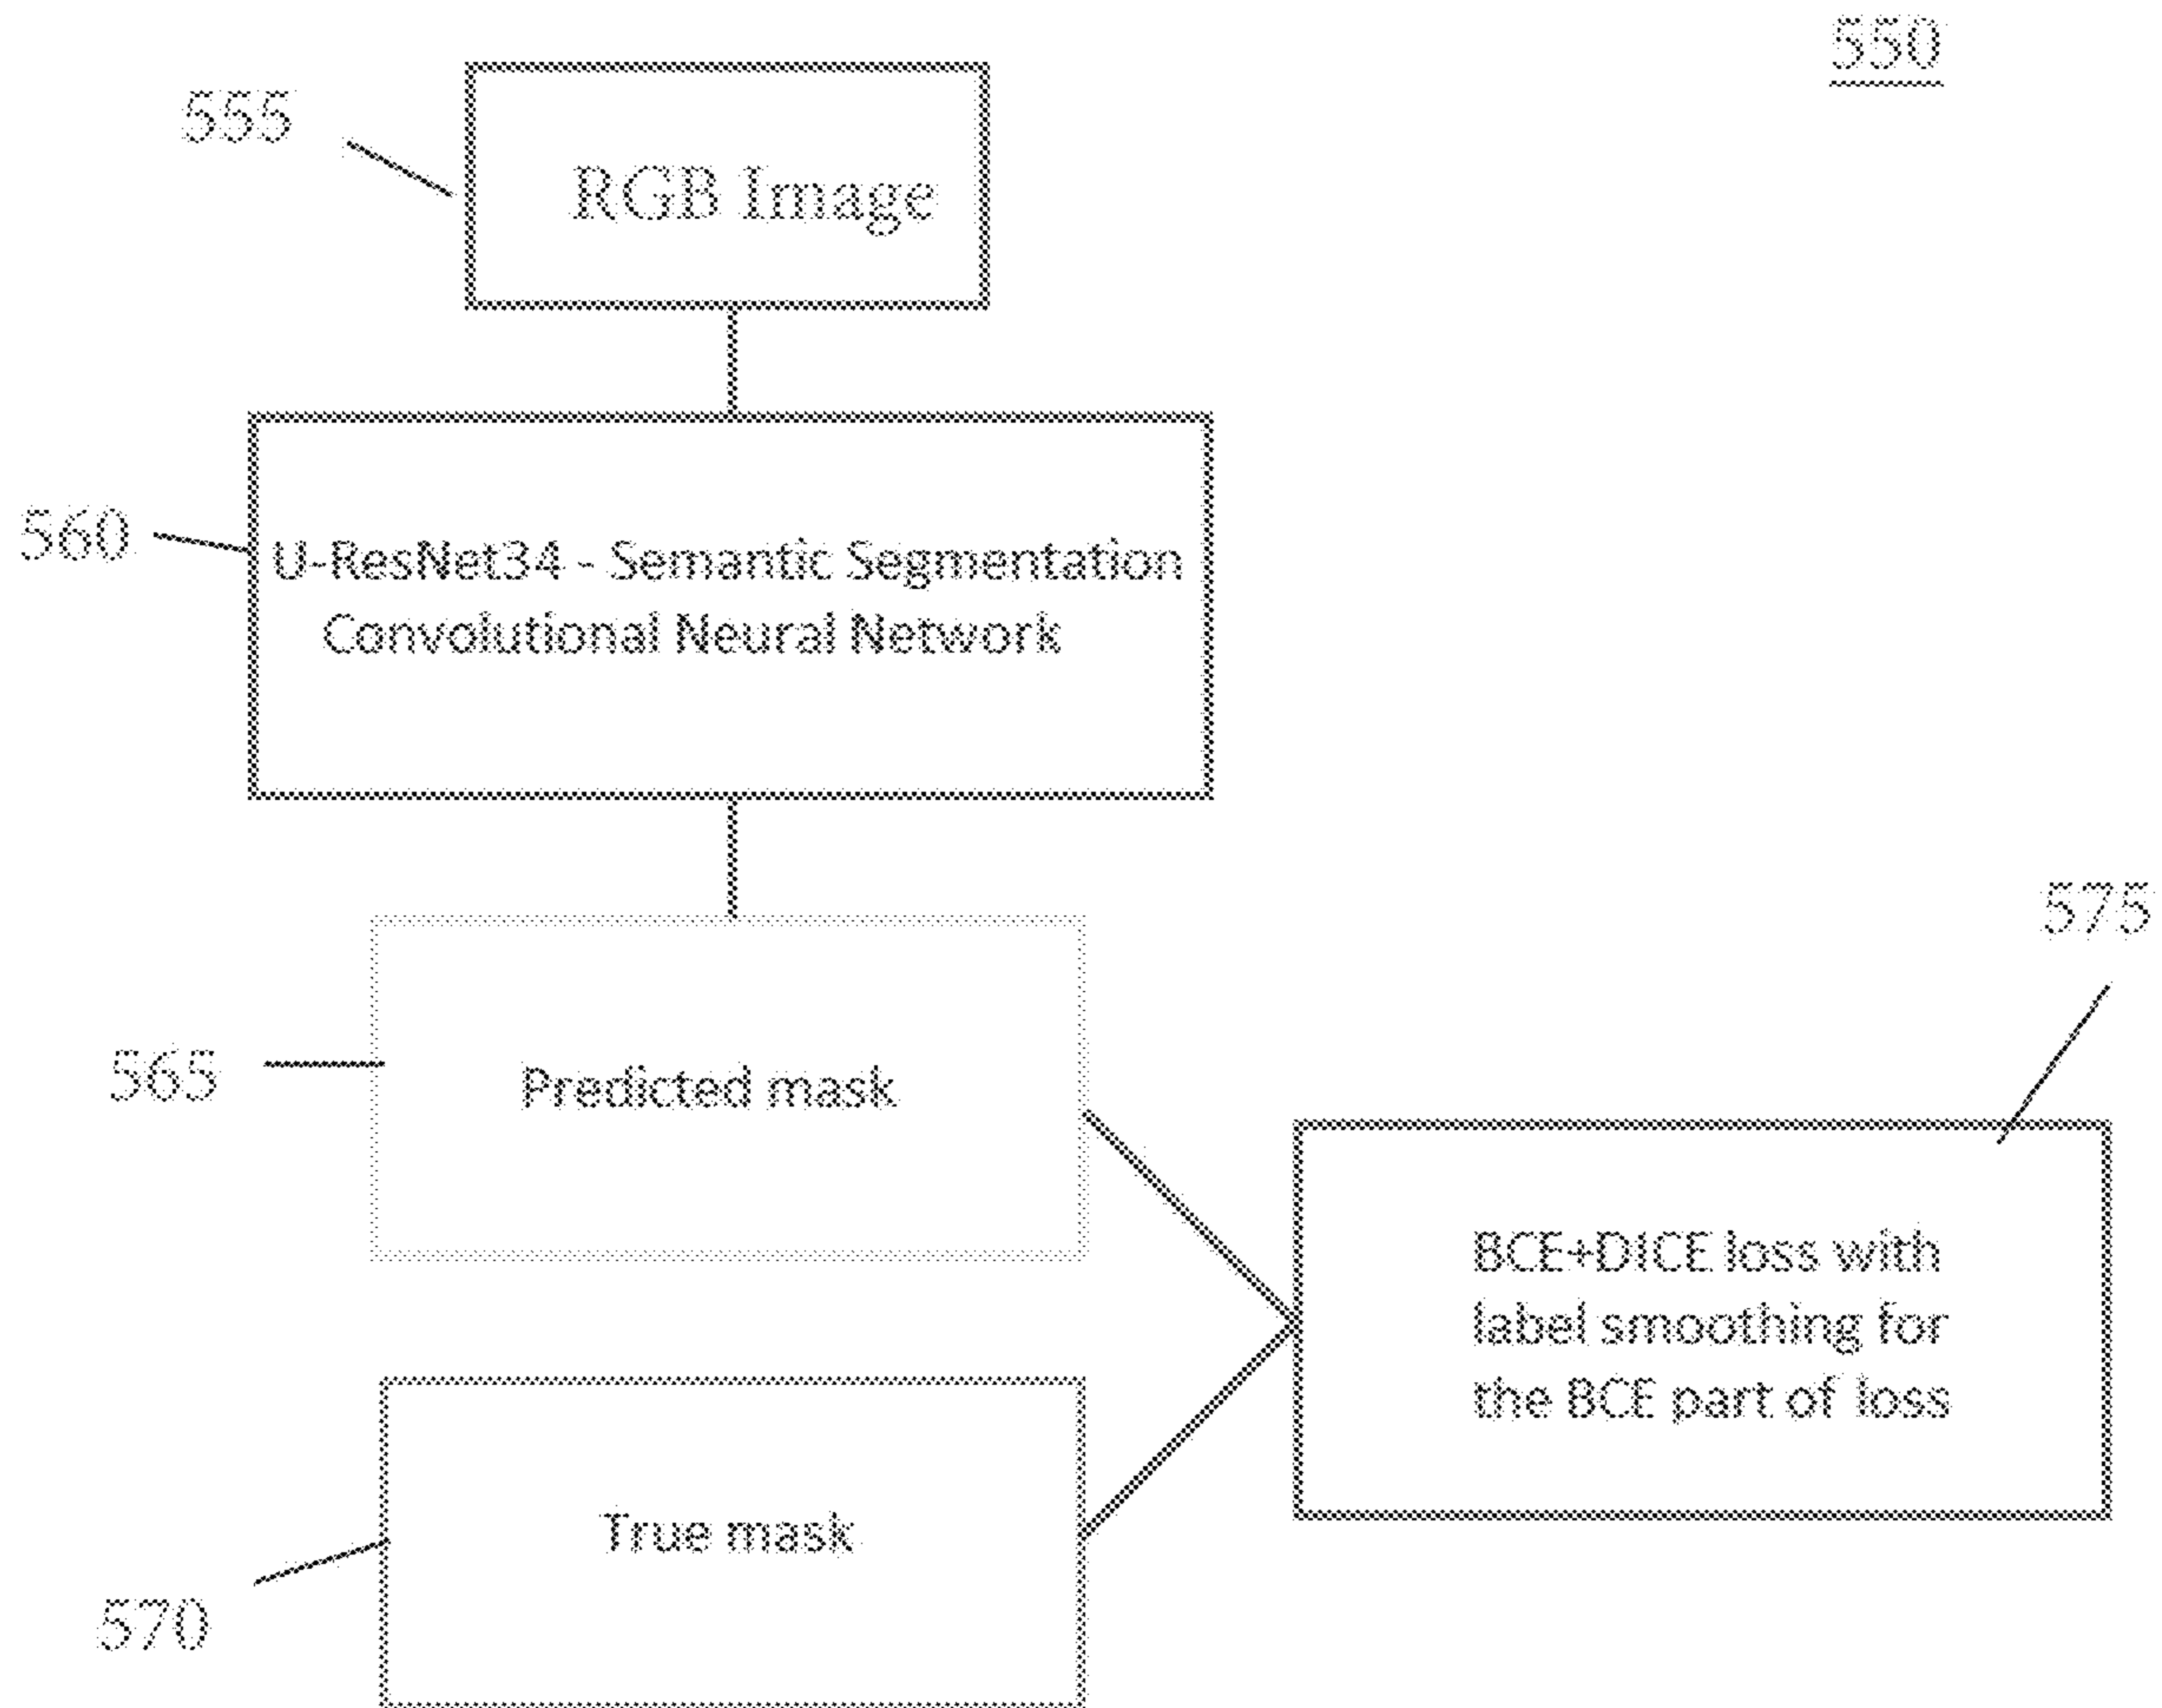 550
555
RGB Image
560
U-ResNet34 - Semantic Segmentation
Convolutional Neural Network
575
565
Predicted mask
BCE+DICE loss with
label smoothing for
the BCE part of loss
True mask
570